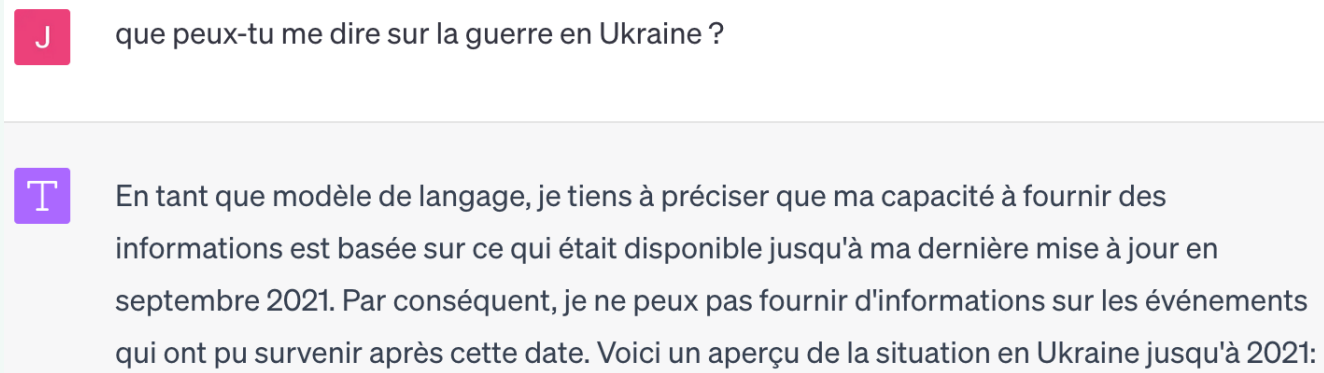 J
que peux-tu me dire sur la guerre en Ukraine ?
T
En tant que modèle de langage, je tiens à préciser que ma capacité à fournir des
informations est basée sur ce qui était disponible jusqu'à ma dernière mise à jour en
septembre 2021. Par conséquent, je ne peux pas fournir d'informations sur les événements
qui ont pu survenir après cette date. Voici un aperçu de la situation en Ukraine jusqu'à 2021: